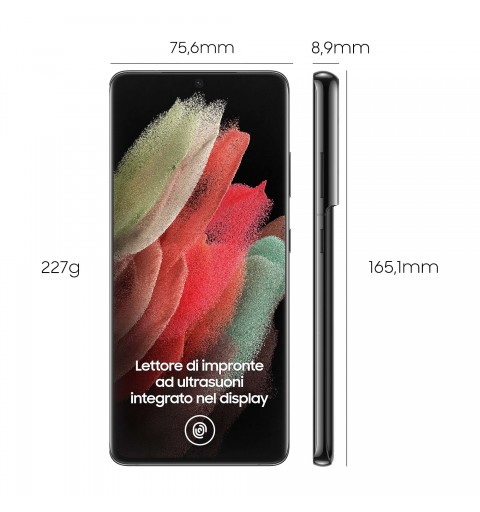 75,6mm
8,9mm
227g
165,1mm
Lettore di impronte
ad ultrasuoni
integrato nel display